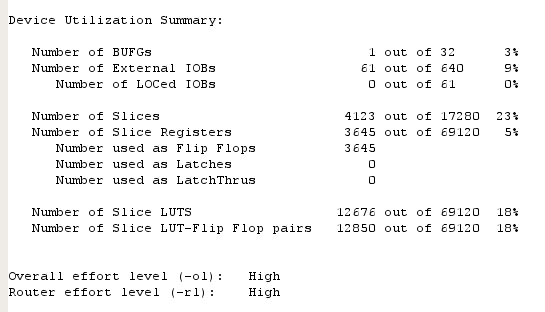 Device Utilization Summary:
Number of BUFGs 1 out of 32 3%
Number of External IOBs 61 out of 640 9%
Number of LOCed IOBs 0 out of 61 0%
Number of Slices 4123 out of 17280 23%
Number of Slice Registers 3645 out of 69120 5%
Number used as Flip Flops 3645
Number used as Latches 0
Number used as LatchThrus 0
Number of Slice LUTS 12676 out of 69120 18%
Number of Slice LUT-Flip Flop pairs 12850 out of 69120 18%
Overall effort level (-ol): High
Router effort level (-rl): High